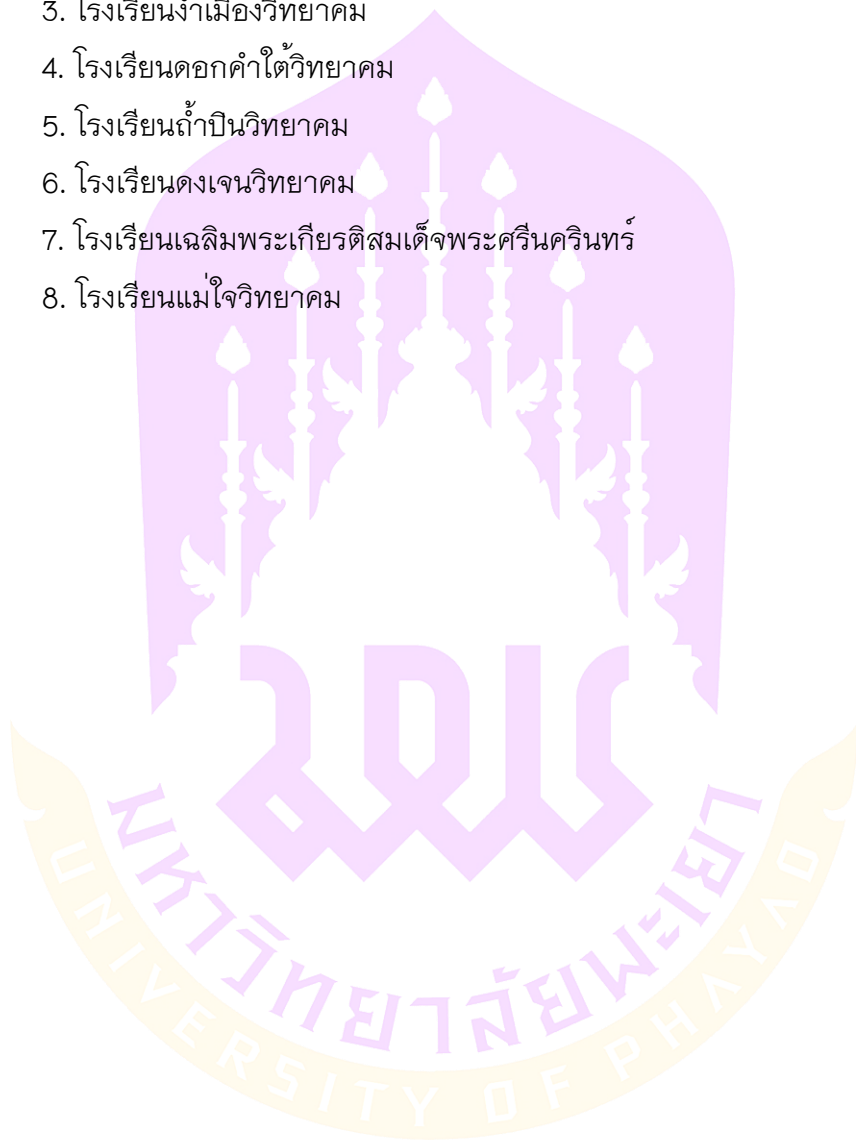 3. โรงเรียนงำเมืองวิทยาคม
4. โรงเรียนดอกคำใต้วิทยาคม
5. โรงเรียนถ้ำปินวิทยาคม
6. โรงเรียนดงเจนวิทยาคม
7. โรงเรียนเฉลิมพระเกียรติสมเด็จพระศรีนครินทร์
8. โรงเรียนแม่ใจวิทยาคม
มหาวิทยาลัยพะเยา
UNIVERSITY OF PHAYAO